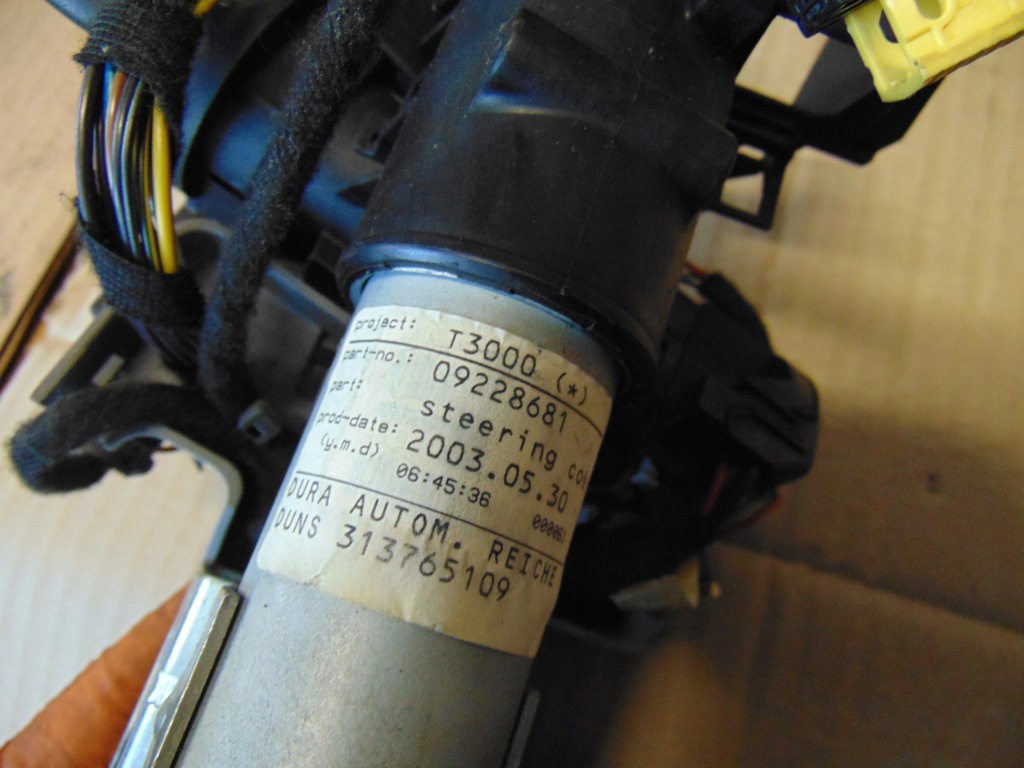 project: T3000 (*)
part-no.: 09228681
part: steering
prod-date: 2003.05.30
(y.m.d) 06:45:36
DURA AUTOM. REICHE
DUNS 313765109